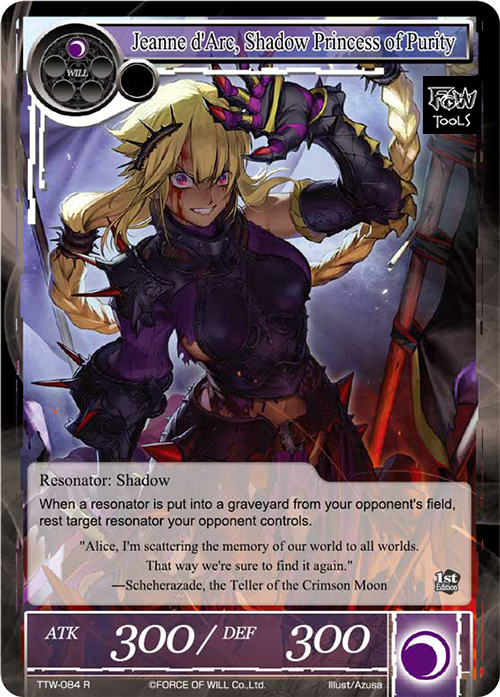 Jeanne d'Arc, Shadow Princess of Purity
WILL
FOW
TOOLS
Resonator: Shadow
When a resonator is put into a graveyard from your opponent's field,
rest target resonator your opponent controls.
"Alice, I'm scattering the memory of our world to all worlds.
That way we're sure to find it again."
—Scheherazade, the Teller of the Crimson Moon
1st
Edition
ATK 300 / DEF 300
TTW-084 R ©FORCE OF WILL Co.,Ltd. Illust/Azusa